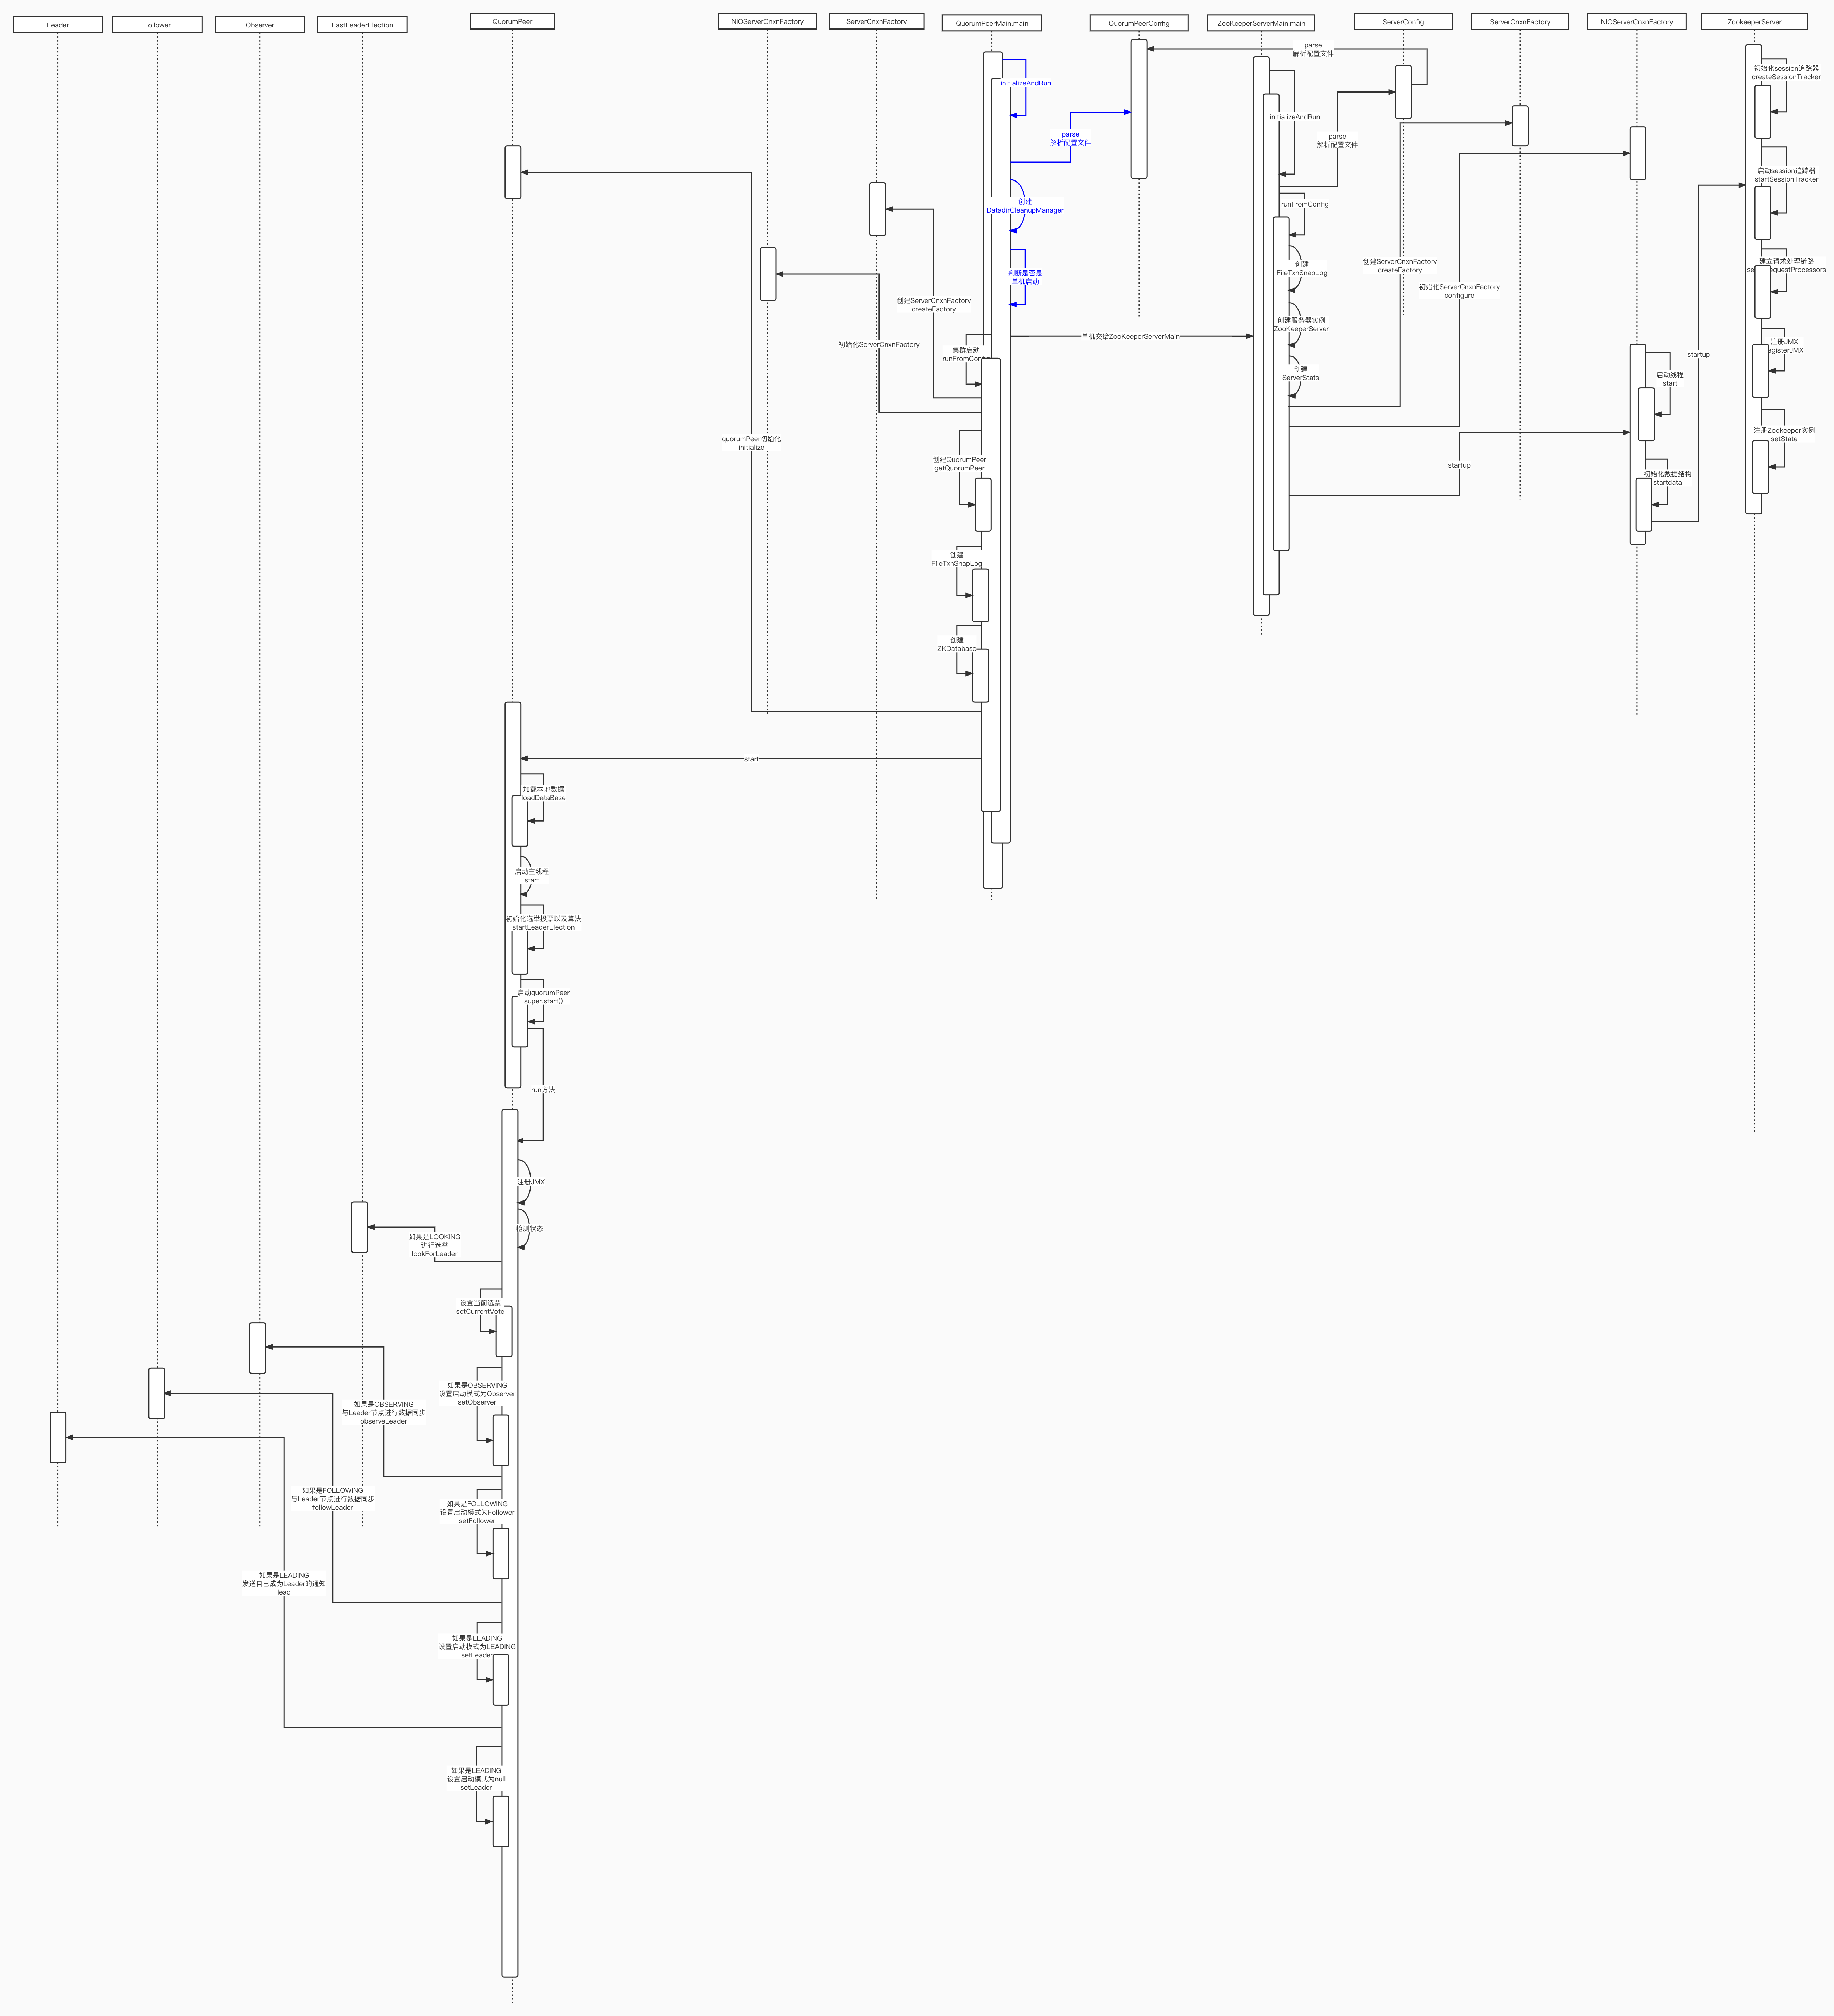 Leader
Follower
Observer
FastLeaderElection
QuorumPeer
NIOServerCnxnFactory
ServerCnxnFactory
QuorumPeerMain.main
QuorumPeerConfig
ZooKeeperServerMain.main
ServerConfig
ServerCnxnFactory
NIOServerCnxnFactory
ZookeeperServer
parse
解析配置文件
初始化session追踪器
createSessionTracker
initializeAndRun
initializeAndRun
parse
解析配置文件
parse
解析配置文件
启动session追踪器
startSessionTracker
创建
DatadirCleanupManager
runFromConfig
判断是否是
单机启动
创建
FileTxnSnapLog
创建ServerCnxnFactory
createFactory
初始化ServerCnxnFactory
configure
建立请求处理链路
创建ServerCnxnFactory
createFactory
创建服务器实例
ZooKeeperServer
单机交给ZooKeeperServerMain
初始化ServerCnxnFactory
集群启动
startup
注册JMX
创建
ServerStats
启动线程
start
quorumPeer初始化
initialize
注册Zookeeper实例
setState
创建QuorumPeer
getQuorumPeer
startup
初始化数据结构
startdata
创建
FileTxnSnapLog
创建
ZKDatabase
start
加载本地数据
loadDataBase
启动主线程
start
初始化选举投票以及算法
startLeaderElection
启动quorumPeer
super.start()
run方法
注册JMX
检测状态
如果是LOOKING
进行选举
lookForLeader
设置当前选票
setCurrentVote
如果是OBSERVING
设置启动模式为Observer
setObserver
如果是OBSERVING
与Leader节点进行数据同步
observeLeader
如果是FOLLOWING
与Leader节点进行数据同步
followLeader
如果是FOLLOWING
设置启动模式为Follower
setFollower
如果是LEADING
发送自己成为Leader的通知
lead
如果是LEADING
设置启动模式为LEADING
setLeader
如果是LEADING
设置启动模式为null
setLeader